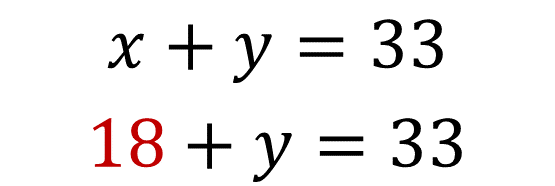 x + y = 33
18 + y = 33